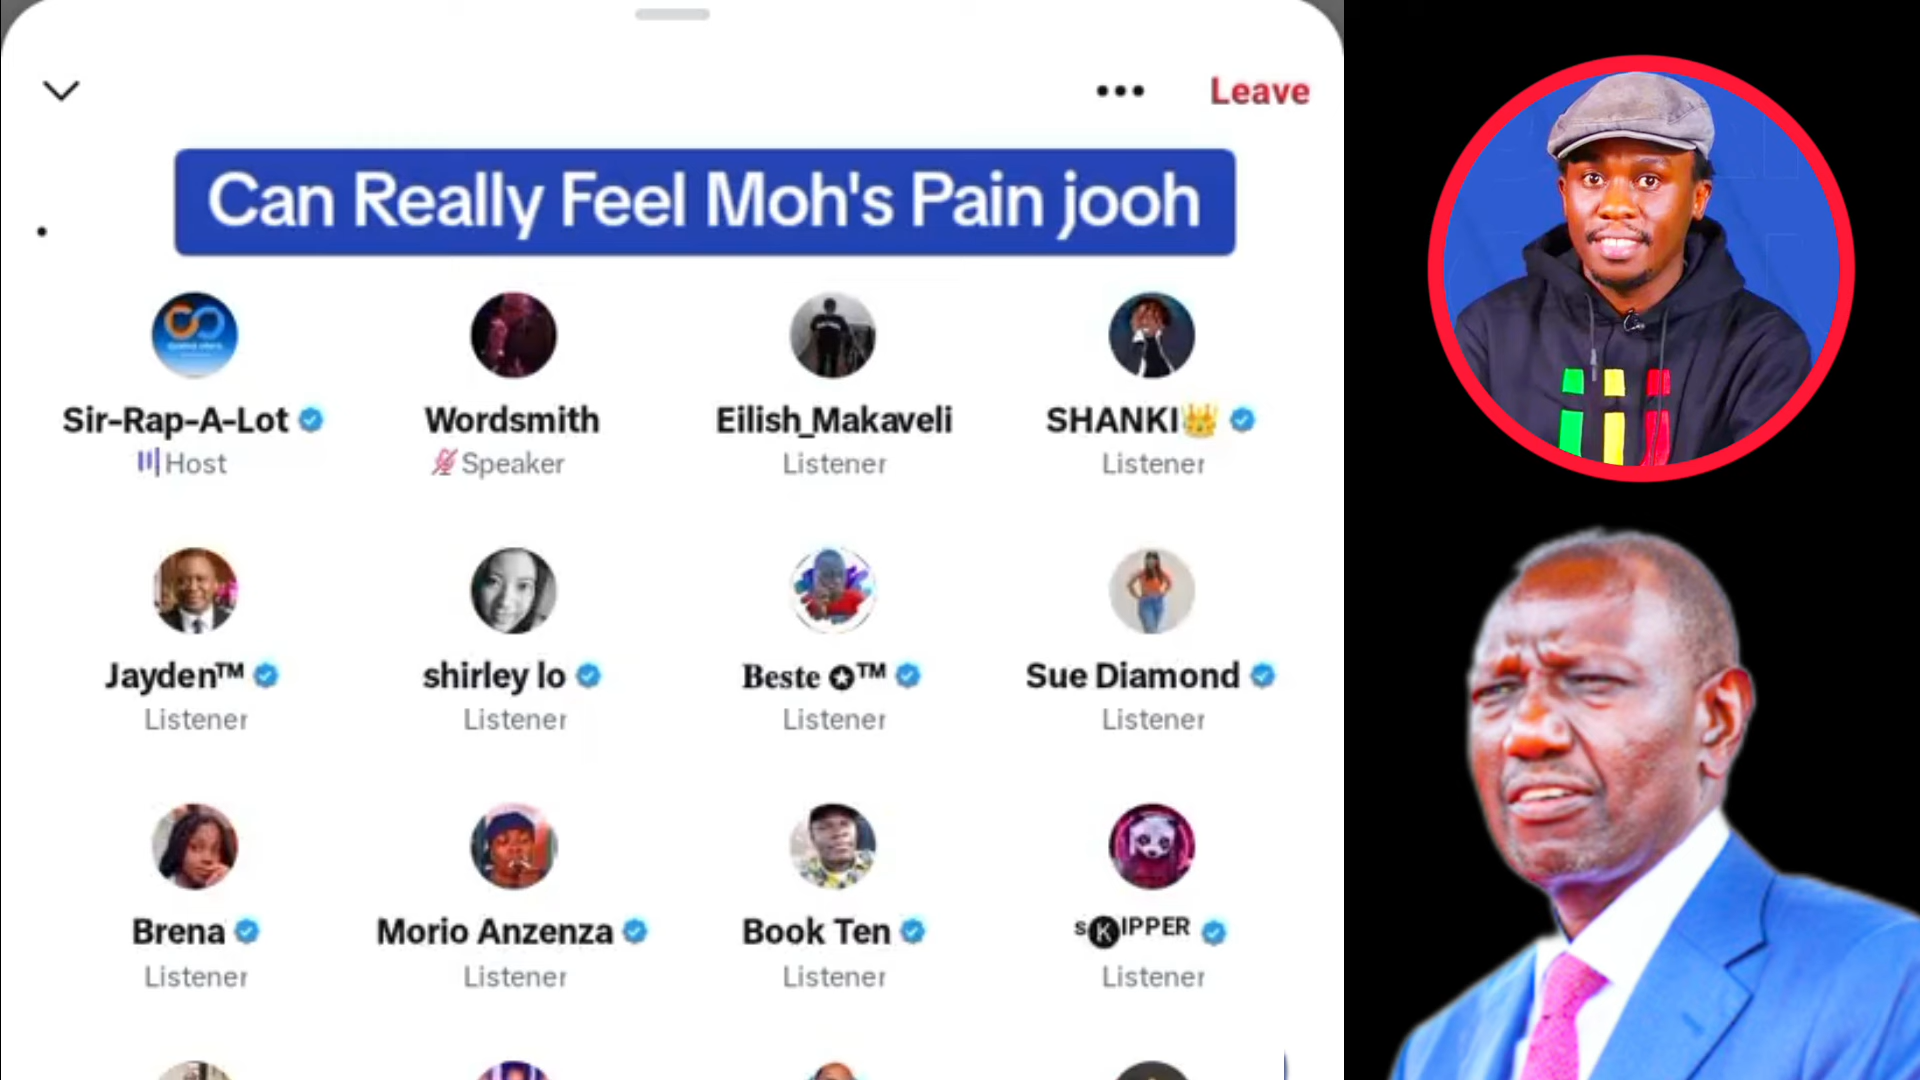 Leave
Can Really Feel Moh's Pain jooh
Sir-Rap-A-Lot
Host
Wordsmith
Speaker
Eilish_Makaveli
Listener
SHANKI
Listener
Jayden™
Listener
shirley lo
Listener
Beste ✪™
Listener
Sue Diamond
Listener
Brena
Listener
Morio Anzenza
Listener
Book Ten
Listener
sKIPPER
Listener